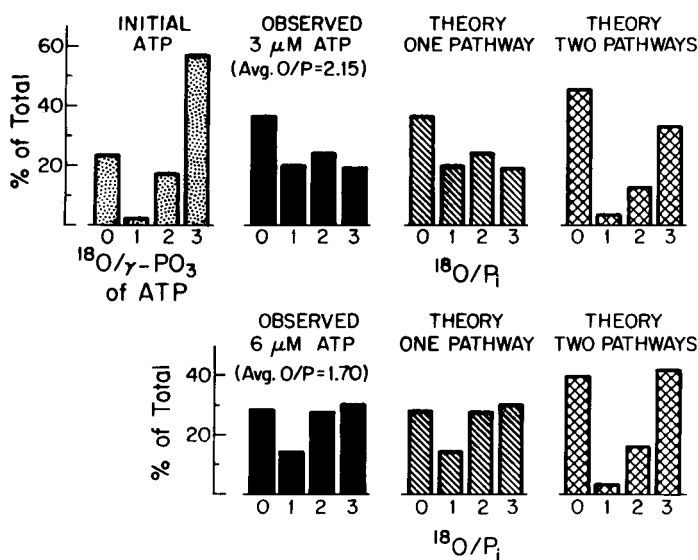 INITIAL
ATP
OBSERVED
3 μM ATP
(Avg. O/P=2.15)
THEORY
ONE PATHWAY
THEORY
TWO PATHWAYS
% of Total
60
40
20
0 1 2 3
0 1 2 3
0 1 2 3
0 1 2 3
¹⁸O/γ-PO₃
of ATP
¹⁸O/Pᵢ
OBSERVED
6 μM ATP
(Avg. O/P=1.70)
THEORY
ONE PATHWAY
THEORY
TWO PATHWAYS
% of Total
40
20
0 1 2 3
0 1 2 3
0 1 2 3
¹⁸O/Pᵢ